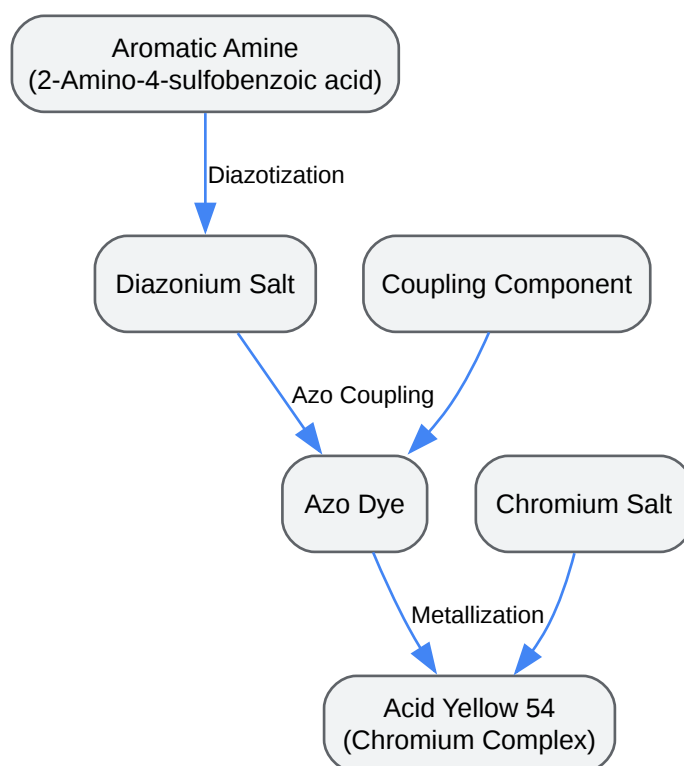 Aromatic Amine
(2-Amino-4-sulfobenzoic acid)
Diazotization
Diazonium Salt
Coupling Component
Azo Coupling
Azo Dye
Chromium Salt
Metallization
Acid Yellow 54
(Chromium Complex)